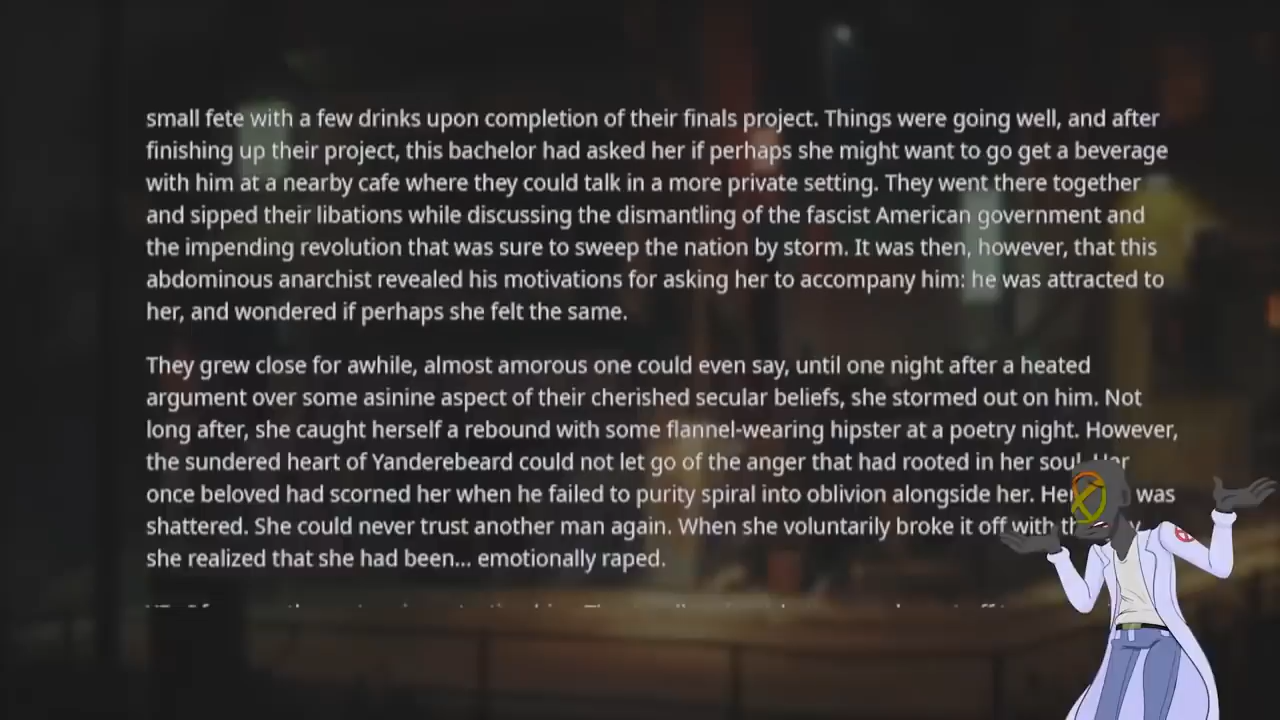 small fete with a few drinks upon completion of their finals project. Things were going well, and after
finishing up their project, this bachelor had asked her if perhaps she might want to go get a beverage
with him at a nearby cafe where they could talk in a more private setting. They went there together
and sipped their libations while discussing the dismantling of the fascist American government and
the impending revolution that was sure to sweep the nation by storm. It was then, however, that this
abdominous anarchist revealed his motivations for asking her to accompany him: he was attracted to
her, and wondered if perhaps she felt the same.
They grew close for awhile, almost amorous one could even say, until one night after a heated
argument over some asinine aspect of their cherished secular beliefs, she stormed out on him. Not
long after, she caught herself a rebound with some flannel-wearing hipster at a poetry night. However,
the sundered heart of Yanderebeard could not let go of the anger that had rooted in her soul. Her
once beloved had scorned her when he failed to purity spiral into oblivion alongside her. Her was
shattered. She could never trust another man again. When she voluntarily broke it off with
she realized that she had been... emotionally raped.